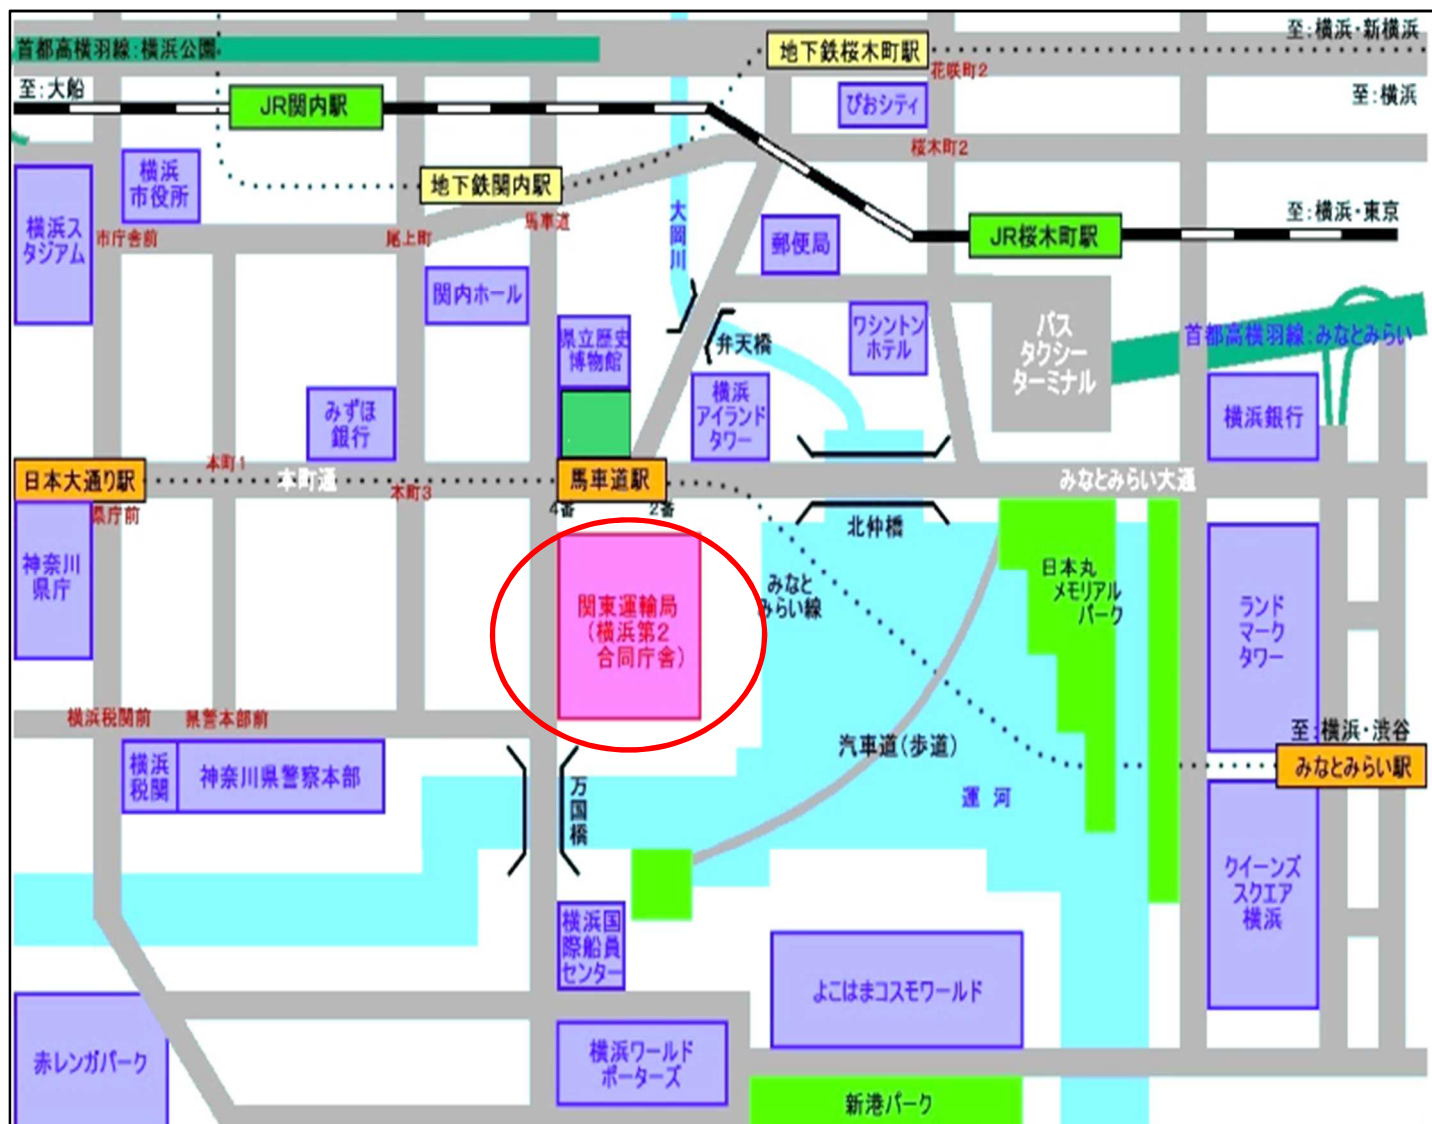 首都高横羽線:横浜公園
地下鉄桜木町駅
至:横浜・新横浜
花咲町2
至:大船
JR関内駅
ぴおシティ
至:横浜
桜木町2
横浜
市役所
地下鉄関内駅
馬車道
横浜ス
タジアム
市庁舎前
尾上町
大岡川
郵便局
JR桜木町駅
至:横浜・東京
関内ホール
県立歴史
博物館
弁天橋
ワシントン
ホテル
バス
タクシー
ターミナル
首都高横羽線:みなとみらい
みずほ
銀行
横浜
アイランド
タワー
横浜銀行
日本大通り駅
本町1
本町通
本町3
馬車道駅
みなとみらい大通
県庁前
4番
2番
北仲橋
神奈川
県庁
関東運輸局
(横浜第2
合同庁舎)
みなと
みらい線
日本丸
メモリアル
パーク
ランド
マーク
タワー
横浜税関前
県警本部前
汽車道(歩道)
至:横浜・渋谷
みなとみらい駅
横浜
税関
神奈川県警察本部
万国橋
運河
クイーンズ
スクエア
横浜
横浜国
際船員
センター
よこはまコスモワールド
赤レンガパーク
横浜ワールド
ポーターズ
新港パーク